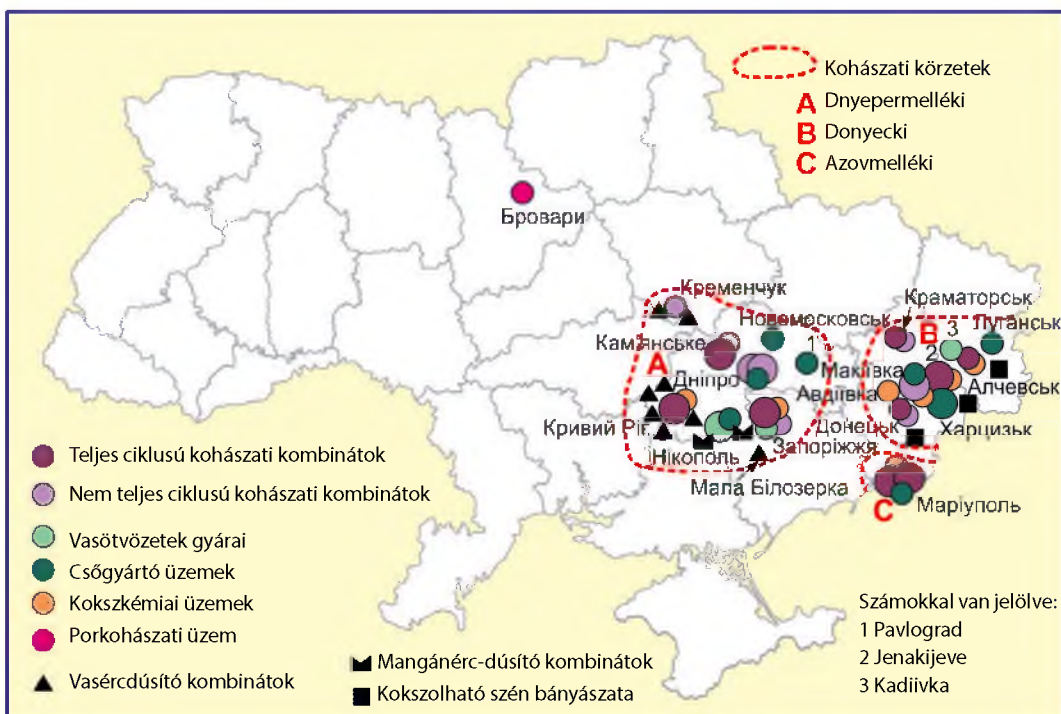 Kohászati körzetek
A Dnyepermelléki
B Donyecki
C Azovmelléki
Бровари
Кременчук
Новомосковськ
Краматорськ
Луганськ
B
3
Кам'янське
1
2
A
Дніпро
Макіївка
Авдіївка
Алчевськ
Донецьк
Харцизьк
Кривий Ріг
Нікополь
Запоріжжя
Мала Білозерка
C
Маріуполь
Teljes ciklusú kohászati kombinátok
Nem teljes ciklusú kohászati kombinátok
Vasötvözetek gyárai
Csőgyártó üzemek
Kokszkémiai üzemek
Porkohászati üzem
Vasércdúsító kombinátok
Mangánérc-dúsító kombinátok
Kokszolható szén bányászata
Számokkal van jelölve:
1 Pavlograd
2 Jenakijeve
3 Kadiivka